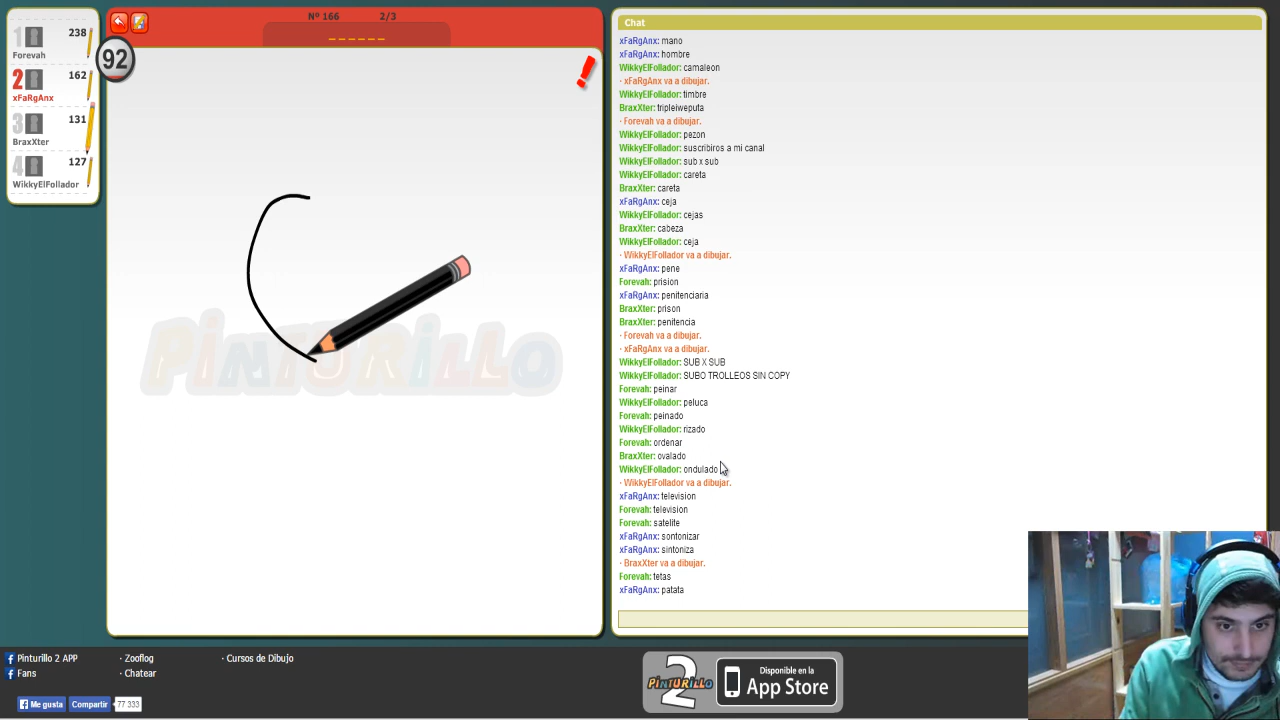 1 238
Forevah
2 162
xFaRgAnx
3 131
BraxXter
4 127
WikkyElFollador
92
Nº 166 2/3
_ _ _ _ _ _
!
PiNTURiLLO
Chat
xFaRgAnx: mano
xFaRgAnx: hombre
WikkyElFollador: camaleon
· xFaRgAnx va a dibujar.
WikkyElFollador: timbre
BraxXter: tripleiweputa
· Forevah va a dibujar.
WikkyElFollador: pezon
WikkyElFollador: suscribiros a mi canal
WikkyElFollador: sub x sub
WikkyElFollador: careta
BraxXter: careta
xFaRgAnx: ceja
WikkyElFollador: cejas
BraxXter: cabeza
WikkyElFollador: ceja
· WikkyElFollador va a dibujar.
xFaRgAnx: pene
Forevah: prision
xFaRgAnx: penitenciaria
BraxXter: prison
BraxXter: penitencia
· Forevah va a dibujar.
· xFaRgAnx va a dibujar.
WikkyElFollador: SUB X SUB
WikkyElFollador: SUBO TROLLEOS SIN COPY
Forevah: peinar
WikkyElFollador: peluca
Forevah: peinado
WikkyElFollador: rizado
Forevah: ordenar
BraxXter: ovalado
WikkyElFollador: ondulado
· WikkyElFollador va a dibujar.
xFaRgAnx: television
Forevah: television
Forevah: satelite
xFaRgAnx: sontonizar
xFaRgAnx: sintoniza
· BraxXter va a dibujar.
Forevah: tetas
xFaRgAnx: patata
Pinturillo 2 APP · Zooflog · Cursos de Dibujo
Fans · Chatear
Me gusta Compartir 77 333
PiNTURiLLO 2
Disponible en la
App Store